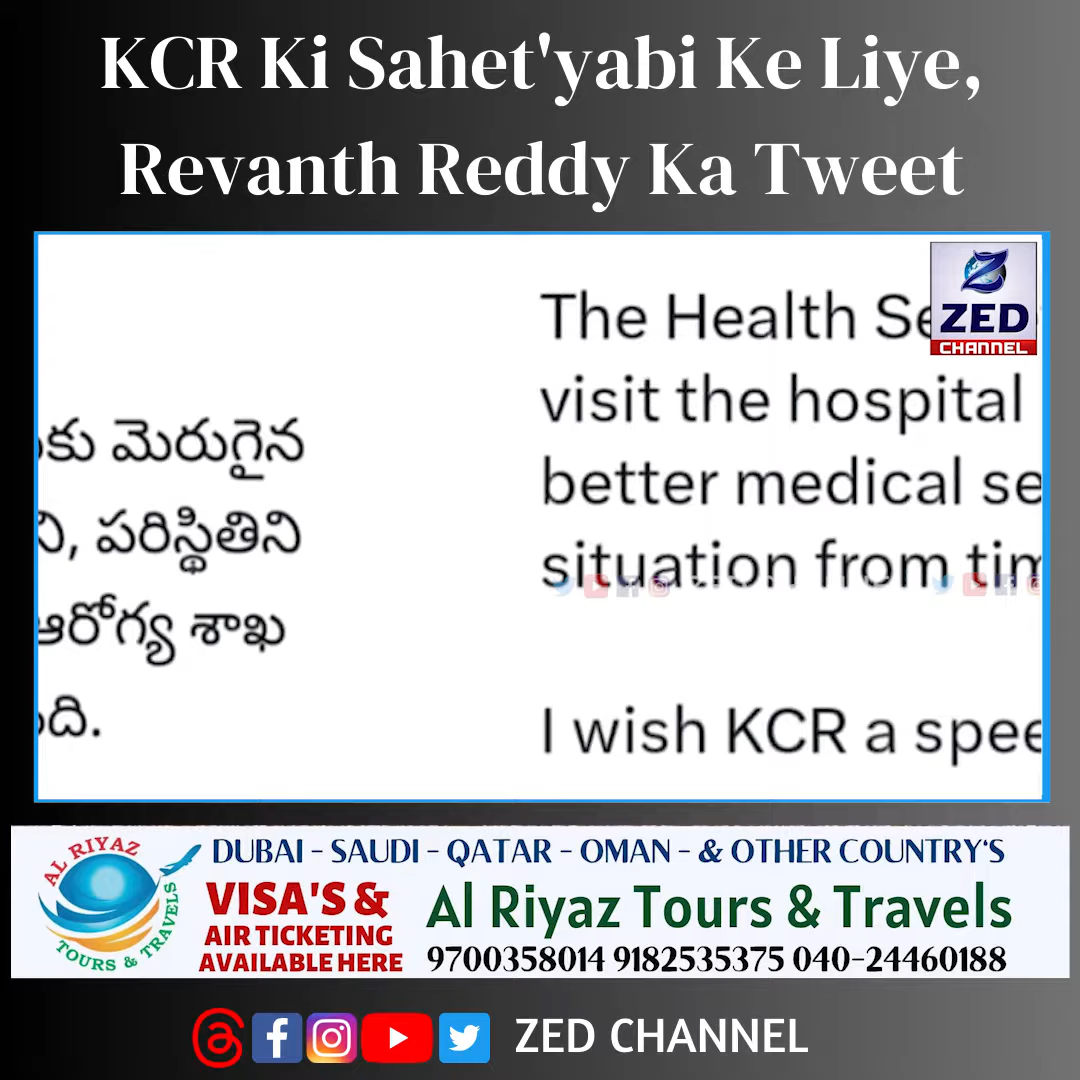 KCR Ki Sahet'yabi Ke Liye,
Revanth Reddy Ka Tweet
ZED
CHANNEL
కు మెరుగైన
ని, పరిస్థితిని
ఆరోగ్య శాఖ
ది.
The Health Se
visit the hospital
better medical se
situation from tim
I wish KCR a spee
AL RIYAZ
TOURS & TRAVELS
DUBAI - SAUDI - QATAR - OMAN - & OTHER COUNTRY'S
VISA'S &
AIR TICKETING
AVAILABLE HERE
Al Riyaz Tours & Travels
9700358014 9182535375 040-24460188
ZED CHANNEL